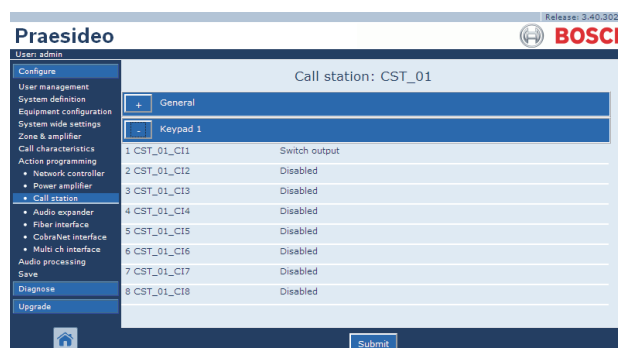 Release: 3.40.302
Praesideo
BOSC
User: admin
Configure
User management
System definition
Equipment configuration
System wide settings
Zone & amplifier
Call characteristics
Action programming
• Network controller
• Power amplifier
• Call station
• Audio expander
• Fiber interface
• CobraNet interface
• Multi ch interface
Audio processing
Save
Diagnose
Upgrade
Call station: CST_01
+ General
- Keypad 1
1 CST_01_CI1 Switch output
2 CST_01_CI2 Disabled
3 CST_01_CI3 Disabled
4 CST_01_CI4 Disabled
5 CST_01_CI5 Disabled
6 CST_01_CI6 Disabled
7 CST_01_CI7 Disabled
8 CST_01_CI8 Disabled
Submit